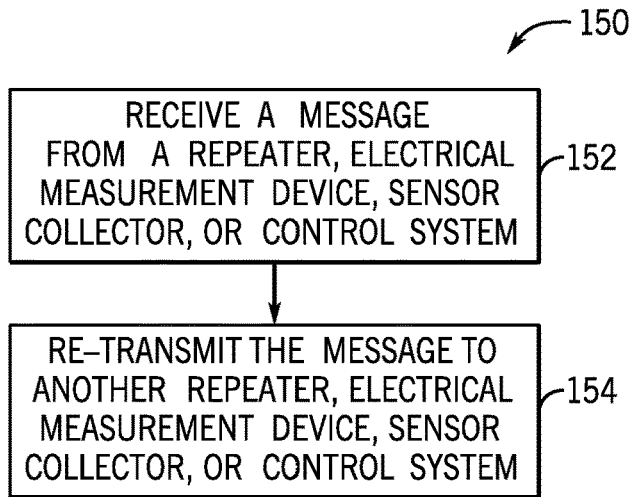 150
RECEIVE A MESSAGE
FROM A REPEATER, ELECTRICAL
MEASUREMENT DEVICE, SENSOR
COLLECTOR, OR CONTROL SYSTEM
152
RE-TRANSMIT THE MESSAGE TO
ANOTHER REPEATER, ELECTRICAL
MEASUREMENT DEVICE, SENSOR
COLLECTOR, OR CONTROL SYSTEM
154